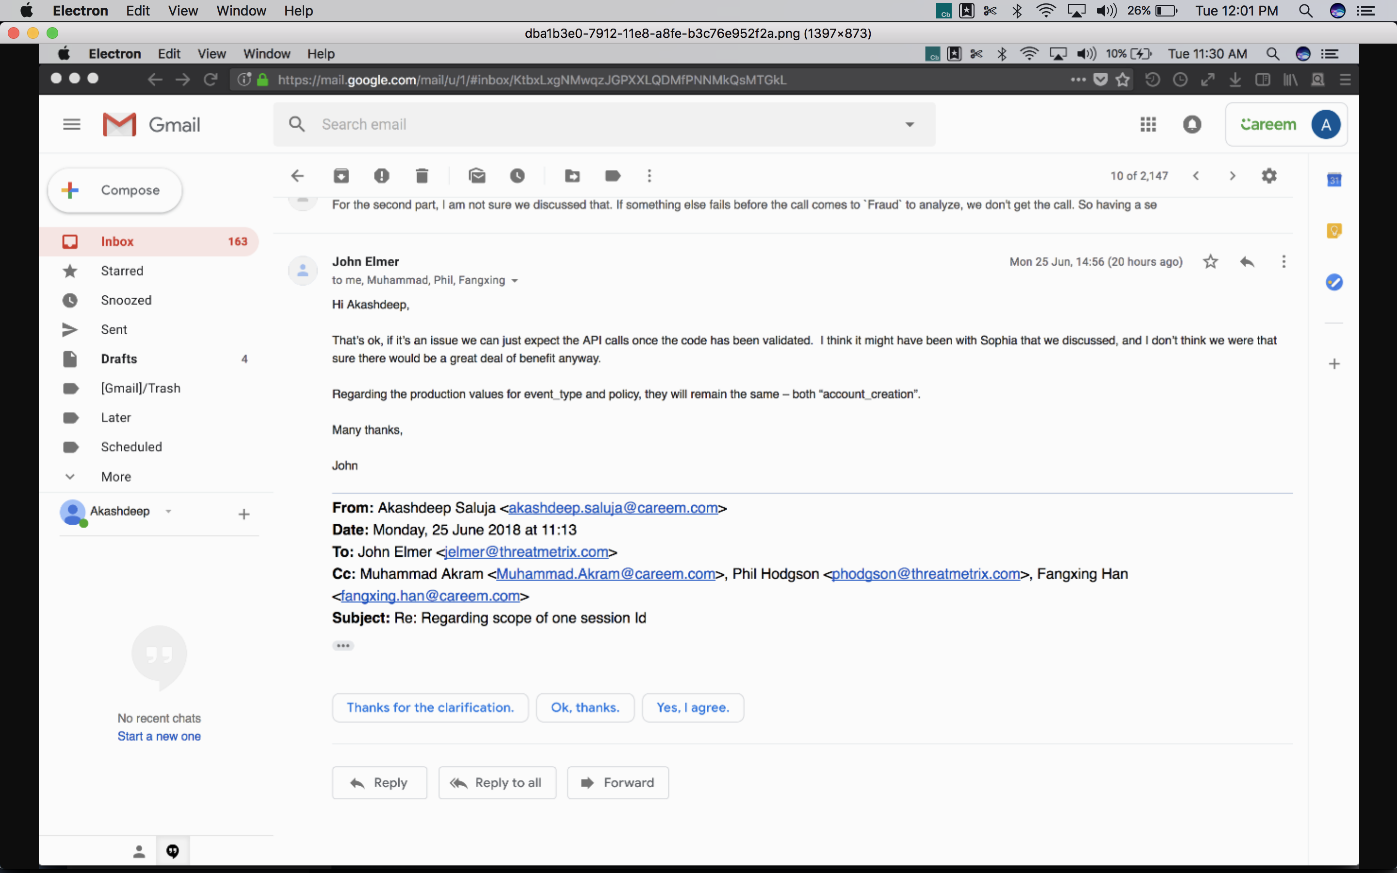 Electron Edit View Window Help 26% Tue 12:01 PM
dba1b3e0-7912-11e8-a8fe-b3c76e952f2a.png (1397×873)
Electron Edit View Window Help 10% Tue 11:30 AM
https://mail.google.com/mail/u/1/#inbox/KtbxLxgNMwqzJGPXXLQDMfPNNMkQsMTGkL
Gmail
Search email
Careem
A
Compose
10 of 2,147
31
For the second part, I am not sure we discussed that. If something else fails before the call comes to `Fraud` to analyze, we don't get the call. So having a se
Inbox 163
Starred
Snoozed
Sent
Drafts 4
[Gmail]/Trash
Later
Scheduled
More
Akashdeep
No recent chats
Start a new one
John Elmer
Mon 25 Jun, 14:56 (20 hours ago)
to me, Muhammad, Phil, Fangxing
Hi Akashdeep,
That's ok, if it's an issue we can just expect the API calls once the code has been validated. I think it might have been with Sophia that we discussed, and I don't think we were that
sure there would be a great deal of benefit anyway.
Regarding the production values for event_type and policy, they will remain the same – both “account_creation”.
Many thanks,
John
From: Akashdeep Saluja <akashdeep.saluja@careem.com>
Date: Monday, 25 June 2018 at 11:13
To: John Elmer <jelmer@threatmetrix.com>
Cc: Muhammad Akram <Muhammad.Akram@careem.com>, Phil Hodgson <phodgson@threatmetrix.com>, Fangxing Han
<fangxing.han@careem.com>
Subject: Re: Regarding scope of one session Id
Thanks for the clarification. Ok, thanks. Yes, I agree.
Reply Reply to all Forward